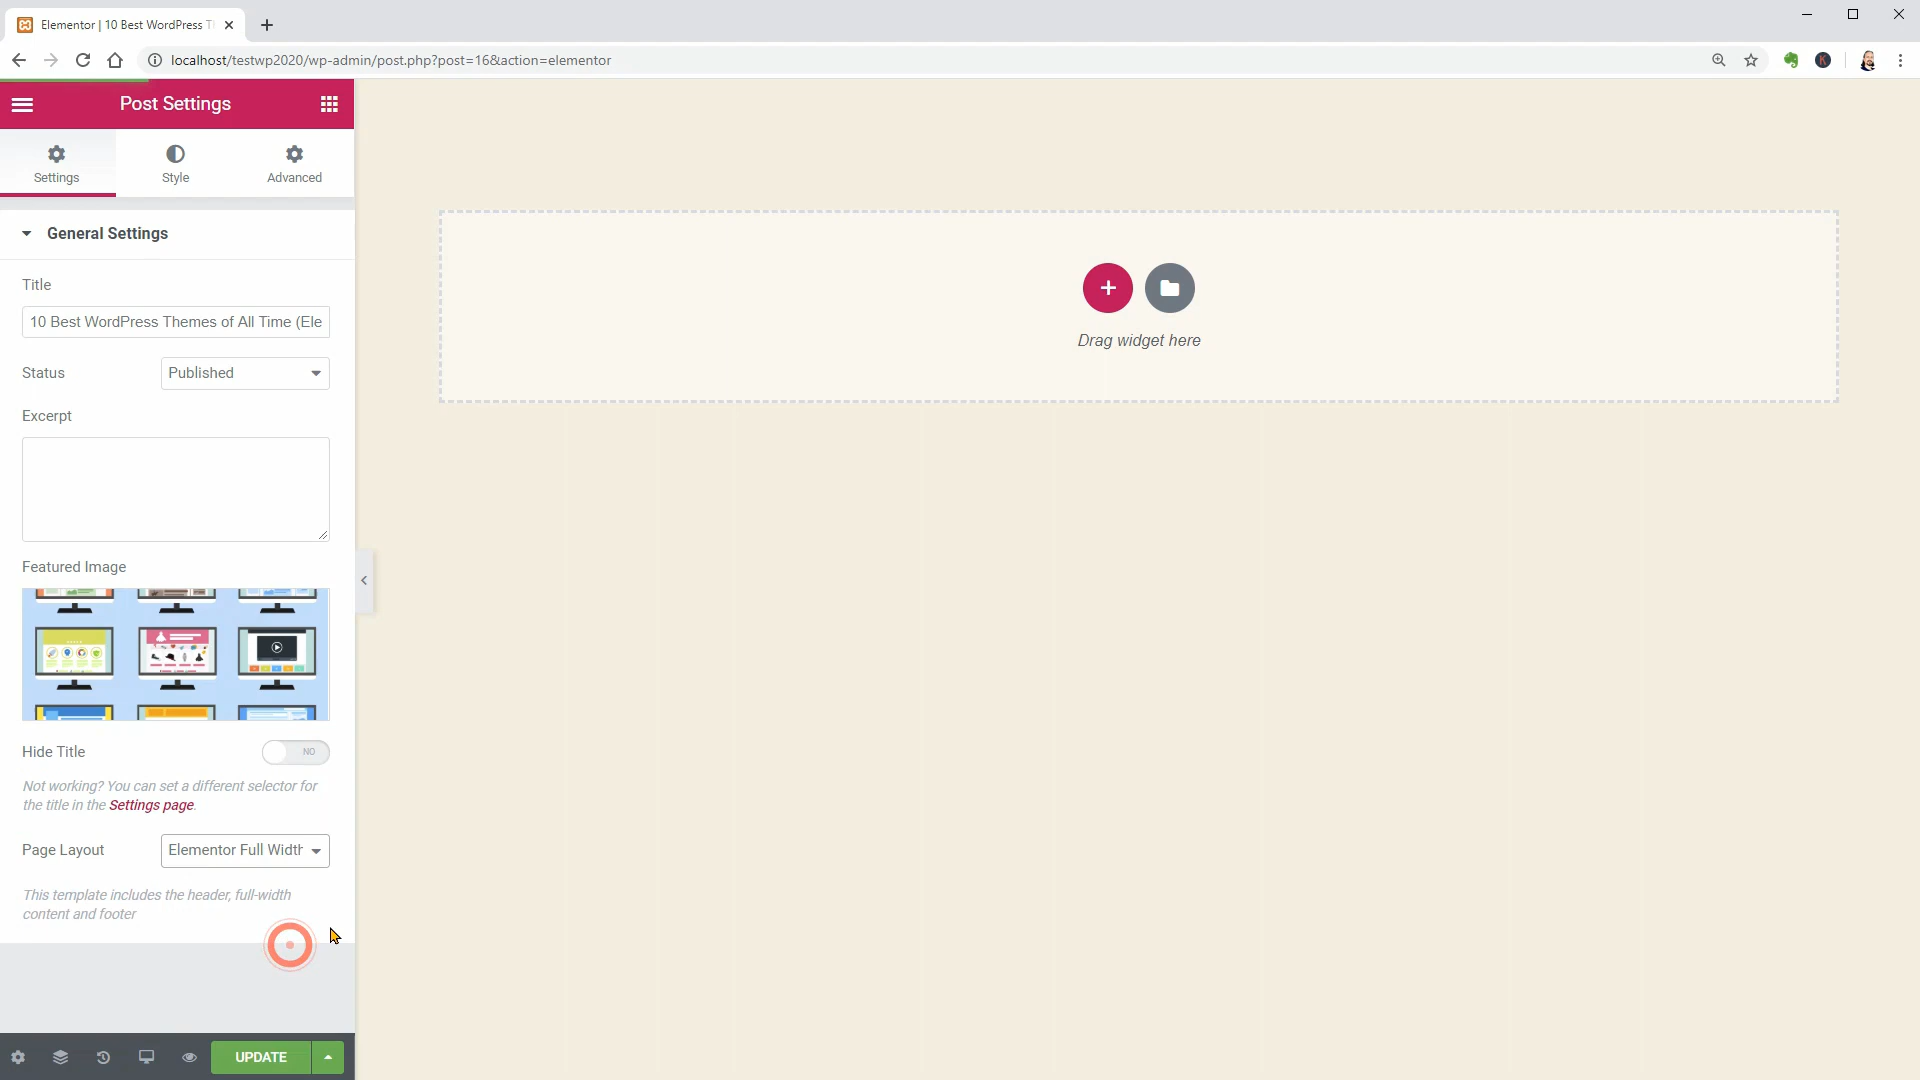 Elementor | 10 Best WordPress T
localhost/testwp2020/wp-admin/post.php?post=16&action=elementor
K
Post Settings
Settings
Style
Advanced
General Settings
Title
10 Best WordPress Themes of All Time (Ele
Status
Published
Excerpt
Featured Image
Hide Title
NO
Not working? You can set a different selector for
the title in the Settings page.
Page Layout
Elementor Full Width
This template includes the header, full-width
content and footer
UPDATE
Drag widget here